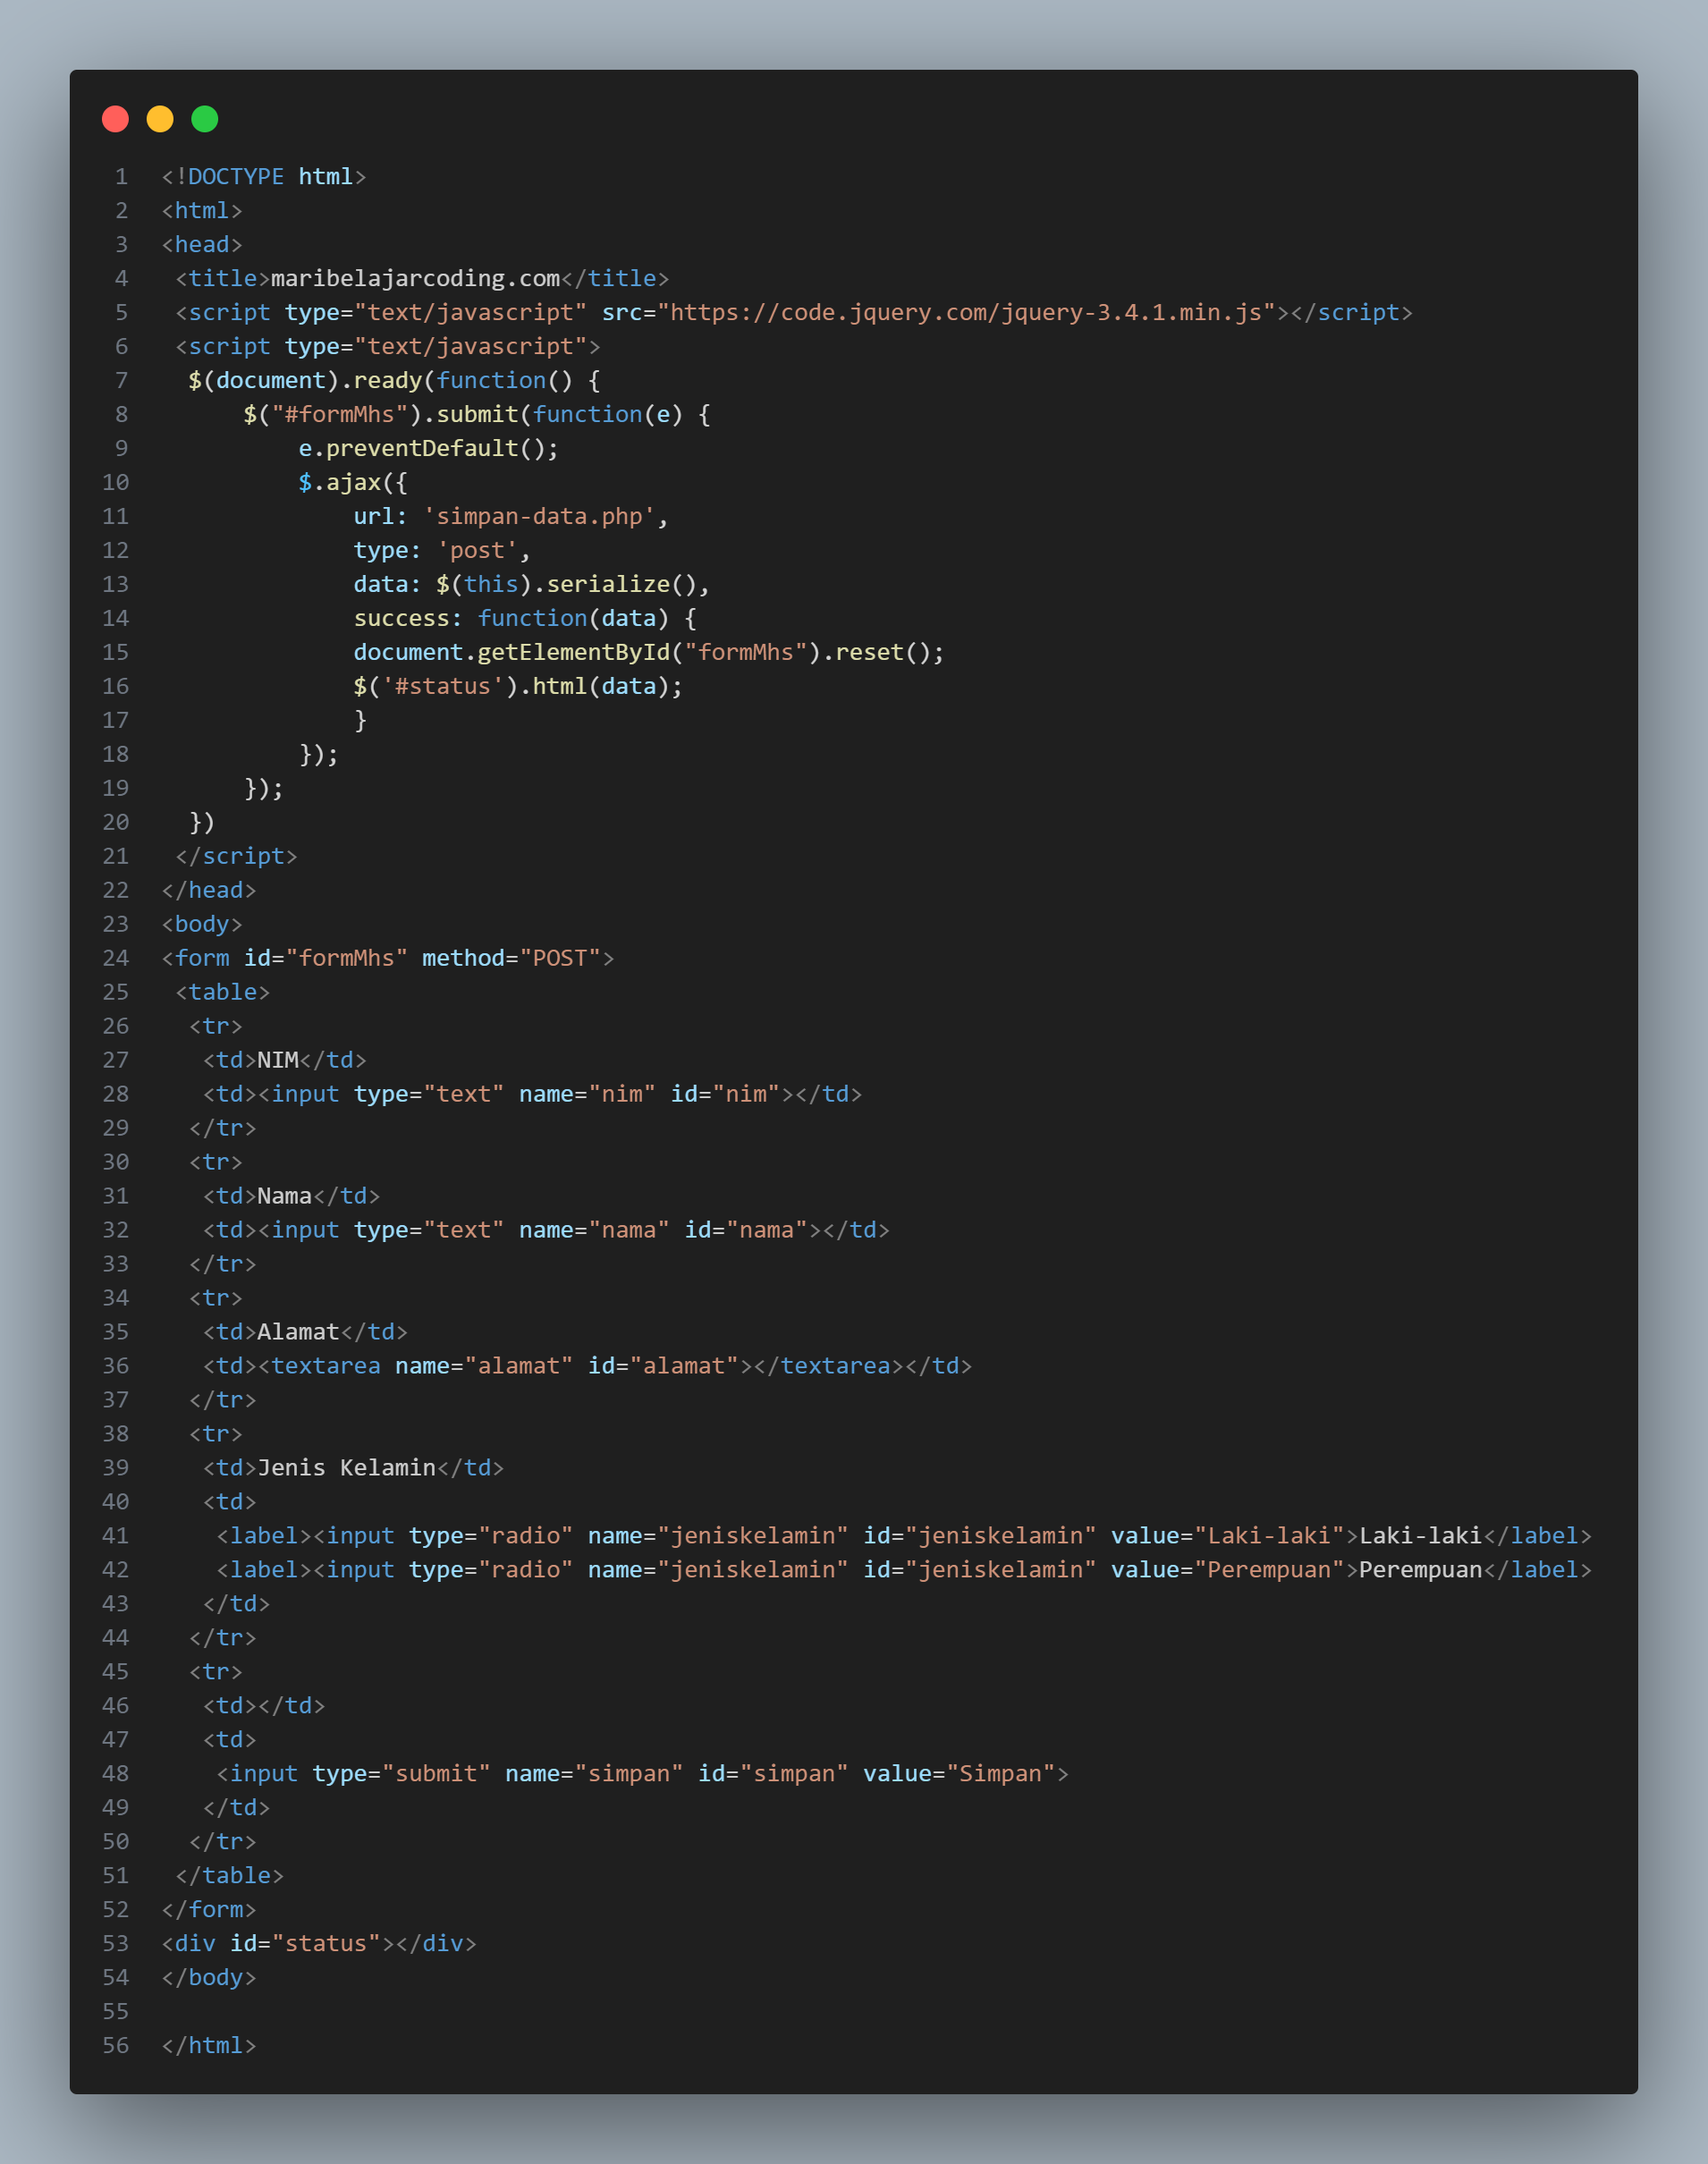 1 <!DOCTYPE html>
2 <html>
3 <head>
4  <title>maribelajarcoding.com</title>
5  <script type="text/javascript" src="https://code.jquery.com/jquery-3.4.1.min.js"></script>
6  <script type="text/javascript">
7   $(document).ready(function() {
8       $("#formMhs").submit(function(e) {
9           e.preventDefault();
10           $.ajax({
11               url: 'simpan-data.php',
12               type: 'post',
13               data: $(this).serialize(),
14               success: function(data) {
15               document.getElementById("formMhs").reset();
16               $('#status').html(data);
17               }
18           });
19       });
20   })
21  </script>
22 </head>
23 <body>
24 <form id="formMhs" method="POST">
25  <table>
26   <tr>
27    <td>NIM</td>
28    <td><input type="text" name="nim" id="nim"></td>
29   </tr>
30   <tr>
31    <td>Nama</td>
32    <td><input type="text" name="nama" id="nama"></td>
33   </tr>
34   <tr>
35    <td>Alamat</td>
36    <td><textarea name="alamat" id="alamat"></textarea></td>
37   </tr>
38   <tr>
39    <td>Jenis Kelamin</td>
40    <td>
41     <label><input type="radio" name="jeniskelamin" id="jeniskelamin" value="Laki-laki">Laki-laki</label>
42     <label><input type="radio" name="jeniskelamin" id="jeniskelamin" value="Perempuan">Perempuan</label>
43    </td>
44   </tr>
45   <tr>
46    <td></td>
47    <td>
48     <input type="submit" name="simpan" id="simpan" value="Simpan">
49    </td>
50   </tr>
51  </table>
52 </form>
53 <div id="status"></div>
54 </body>
55
56 </html>